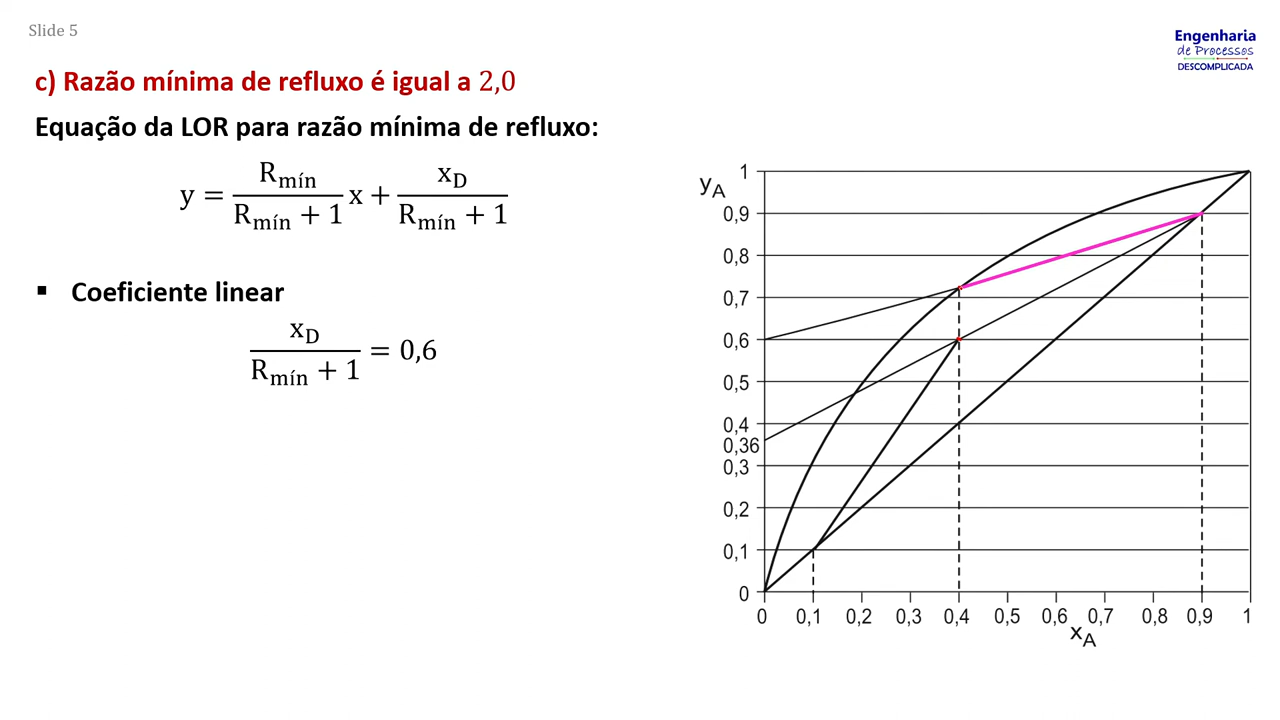 Slide 5
Engenharia
de Processos
DESCOMPLICADA
c) Razão mínima de refluxo é igual a 2,0
Equação da LOR para razão mínima de refluxo:
y = R_mín / (R_mín + 1) x + x_D / (R_mín + 1)
▪ Coeficiente linear
x_D / (R_mín + 1) = 0,6
y_A
1
0,9
0,8
0,7
0,6
0,5
0,4
0,36
0,3
0,2
0,1
0
0 0,1 0,2 0,3 0,4 0,5 0,6 0,7 0,8 0,9 1
x_A